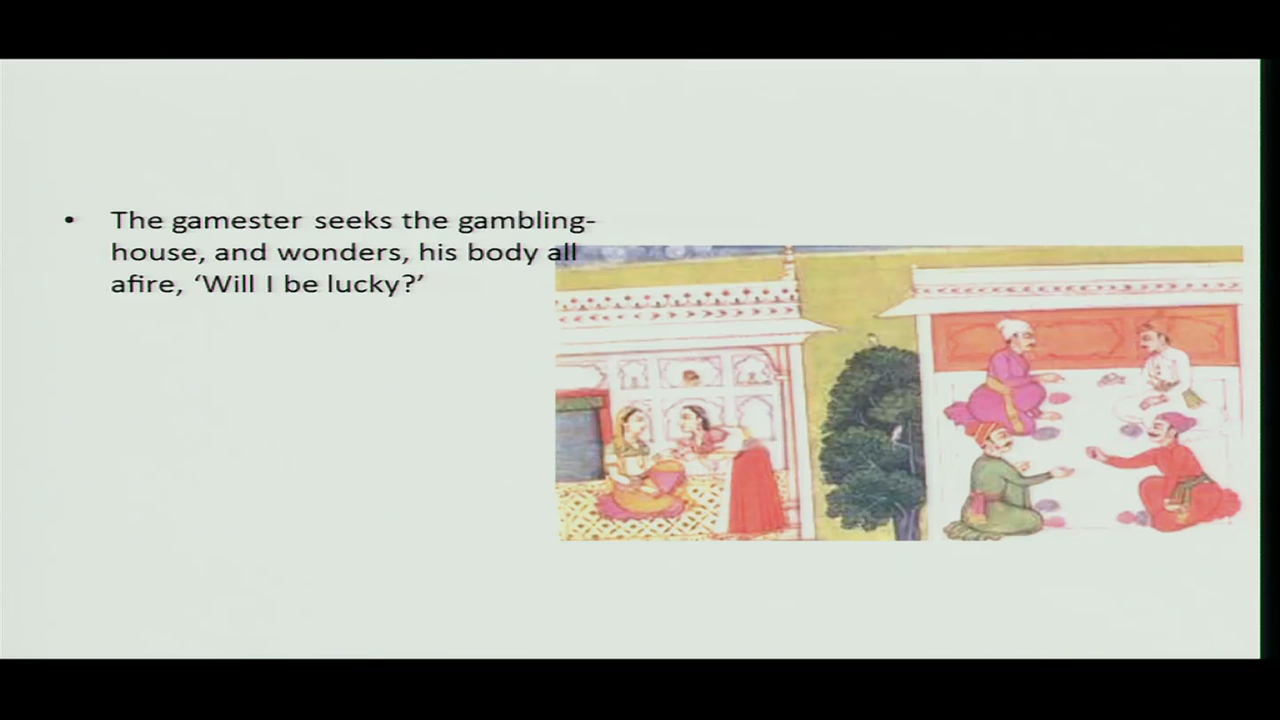 • The gamester seeks the gambling-
house, and wonders, his body all
afire, ‘Will I be lucky?’